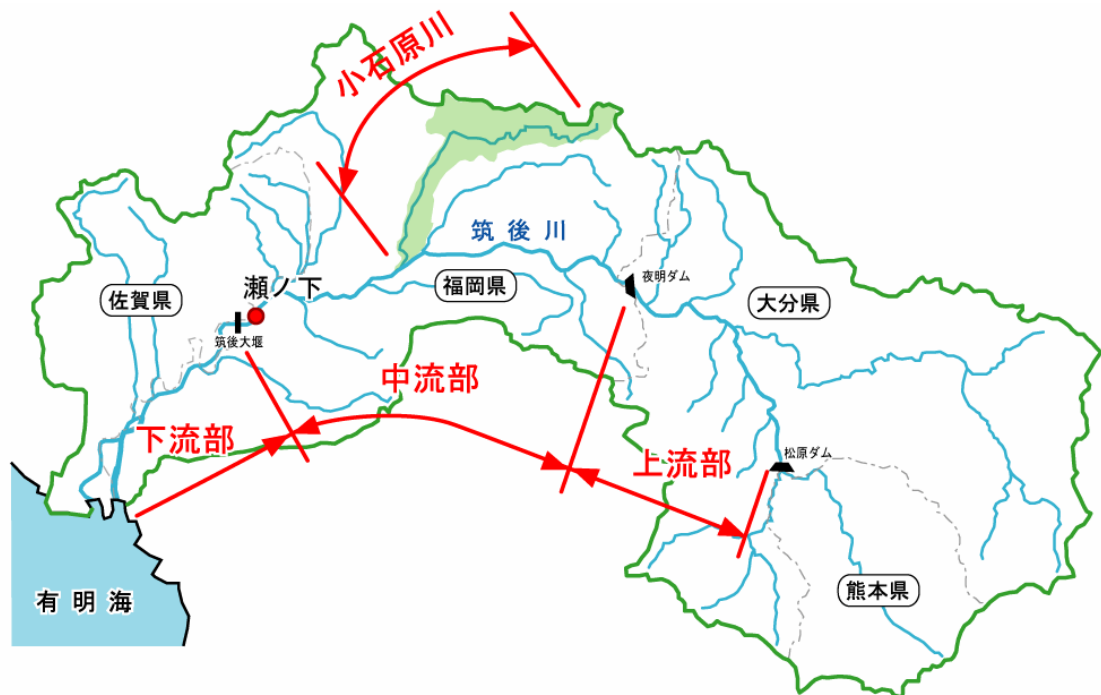 小石原川
筑後川
夜明ダム
佐賀県
瀬ノ下
福岡県
大分県
筑後大堰
中流部
下流部
上流部
松原ダム
有明海
熊本県